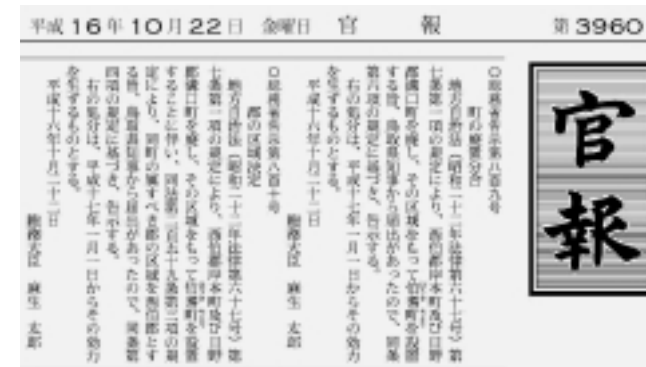 平成16年10月22日 金曜日 官報 第3960
官報
〇総務省告示第八百九号
町の廃置分合
地方自治法(昭和二十二年法律第六十七号)第
七条第一項の規定により、西伯郡岸本町及び日野
郡溝口町を廃し、その区域をもって伯耆町を設置
する旨、鳥取県知事から届出があったので、同条
第六項の規定に基づき、告示する。
右の処分は、平成十七年一月一日からその効力
を生ずるものとする。
平成十六年十月二十二日
総務大臣 麻生 太郎
〇総務省告示第八百十号
郡の区域変更
地方自治法(昭和二十二年法律第六十七号)第
七条第一項の規定により、西伯郡岸本町及び日野
郡溝口町を廃し、その区域をもって伯耆町を設置
することに伴い、同法第二百五十九条第三項の規
定により、同町の属すべき郡の区域を西伯郡とす
る旨、鳥取県知事から届出があったので、同条第
四項の規定に基づき、告示する。
右の処分は、平成十七年一月一日からその効力
を生ずるものとする。
平成十六年十月二十二日
総務大臣 麻生 太郎